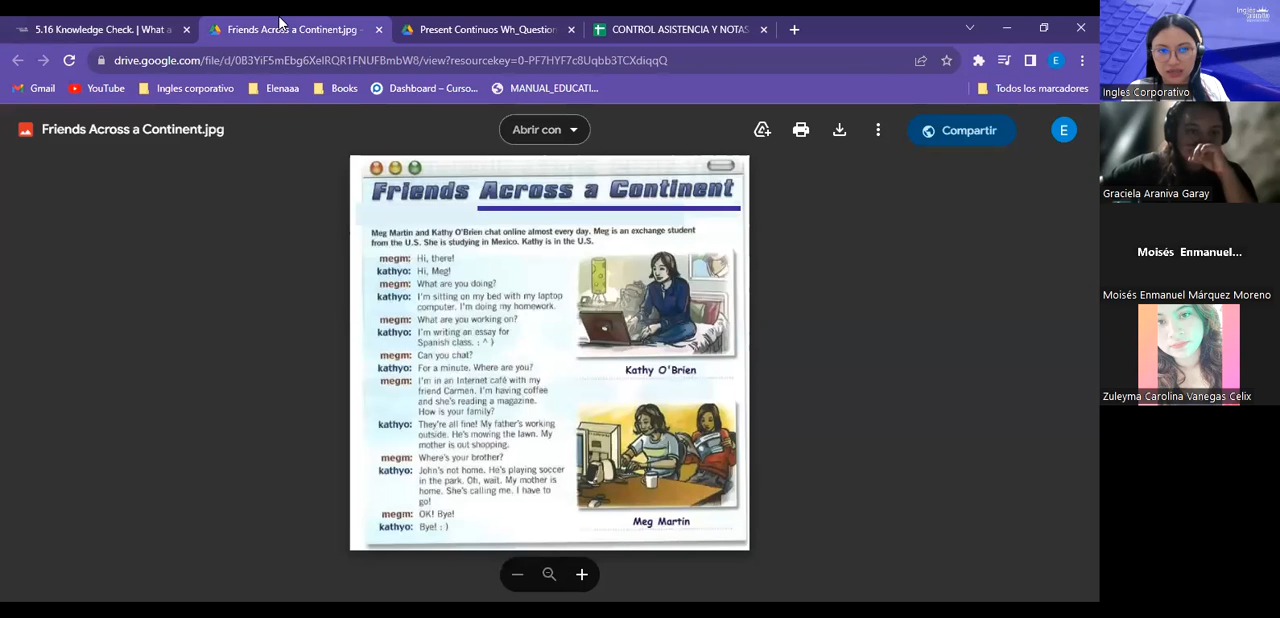 5.16 Knowledge Check. | What a
Friends Across a Continent.jpg -
Present Continuos Wh_Question
CONTROL ASISTENCIA Y NOTAS
drive.google.com/file/d/0B3YiF5mEbg6XelRQR1FNUFBmbW8/view?resourcekey=0-PF7HYF7c8Uqbb3TCXdiqqQ
Gmail
YouTube
Ingles corporativo
Elenaaa
Books
Dashboard – Curso...
MANUAL_EDUCATI...
Todos los marcadores
Friends Across a Continent.jpg
Abrir con
Compartir
E
E
Friends Across a Continent
Meg Martin and Kathy O'Brien chat online almost every day. Meg is an exchange student
from the U.S. She is studying in Mexico. Kathy is in the U.S.
megm: Hi, there!
kathyo: Hi, Meg!
megm: What are you doing?
kathyo: I'm sitting on my bed with my laptop
computer. I'm doing my homework.
megm: What are you working on?
kathyo: I'm writing an essay for
Spanish class. : ^ )
megm: Can you chat?
kathyo: For a minute. Where are you?
megm: I'm in an Internet café with my
friend Carmen. I'm having coffee
and she's reading a magazine.
How is your family?
kathyo: They're all fine! My father's working
outside. He's mowing the lawn. My
mother is out shopping.
megm: Where's your brother?
kathyo: John's not home. He's playing soccer
in the park. Oh, wait. My mother is
home. She's calling me. I have to
go!
megm: OK! Bye!
kathyo: Bye! : )
Kathy O'Brien
Meg Martin
Ingles Corporativo
Graciela Araniva Garay
Moisés Enmanuel...
Moisés Enmanuel Márquez Moreno
Zuleyma Carolina Vanegas Celix